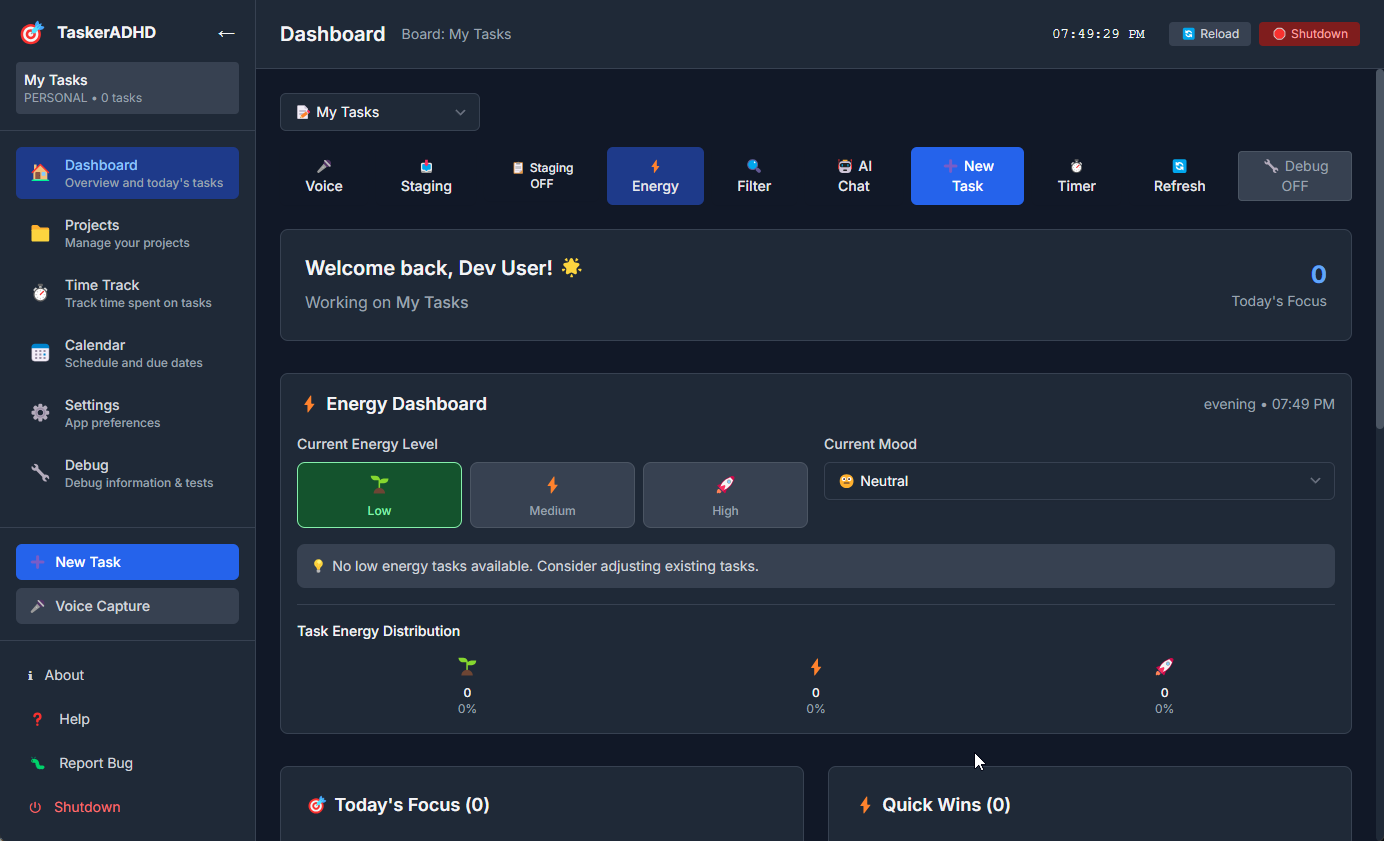 TaskerADHD
My Tasks
PERSONAL • 0 tasks
Dashboard
Overview and today's tasks
Projects
Manage your projects
Time Track
Track time spent on tasks
Calendar
Schedule and due dates
Settings
App preferences
Debug
Debug information & tests
New Task
Voice Capture
About
Help
Report Bug
Shutdown
Dashboard
Board: My Tasks
07:49:29 PM
Reload
Shutdown
My Tasks
Voice
Staging
Staging
OFF
Energy
Filter
AI
Chat
New
Task
Timer
Refresh
Debug
OFF
Welcome back, Dev User!
Working on My Tasks
0
Today's Focus
Energy Dashboard
evening • 07:49 PM
Current Energy Level
Low
Medium
High
Current Mood
Neutral
No low energy tasks available. Consider adjusting existing tasks.
Task Energy Distribution
0
0%
0
0%
0
0%
Today's Focus (0)
Quick Wins (0)